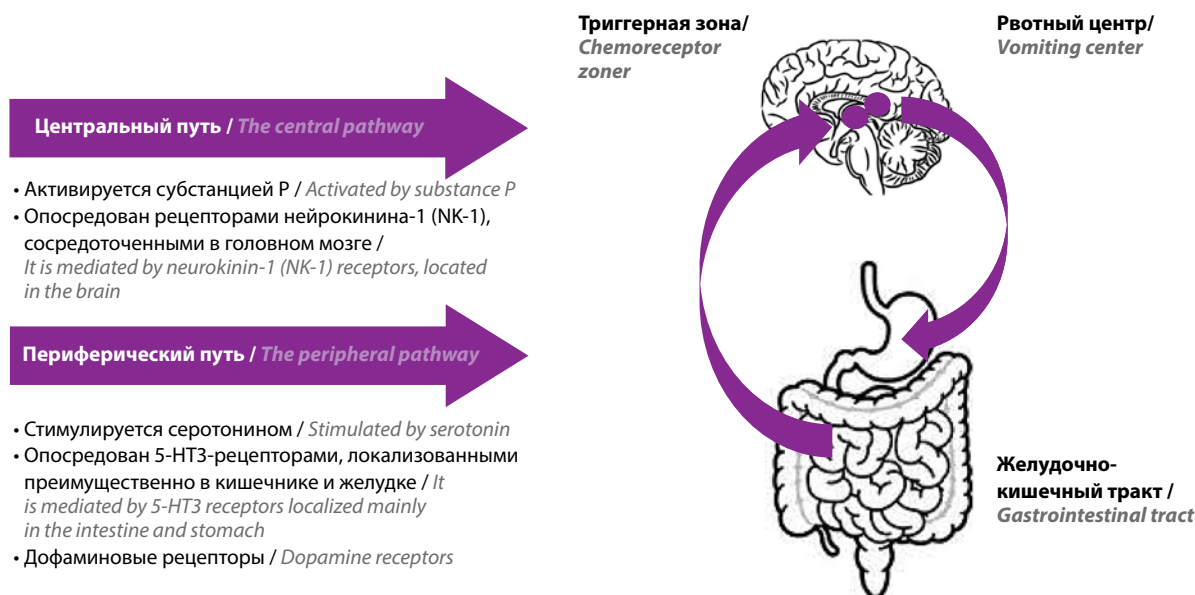 Триггерная зона/
Chemoreceptor
zoner
Рвотный центр/
Vomiting center
Центральный путь / The central pathway
• Активируется субстанцией Р / Activated by substance P
• Опосредован рецепторами нейрокинина-1 (NK-1),
сосредоточенными в головном мозге /
It is mediated by neurokinin-1 (NK-1) receptors, located
in the brain
Периферический путь / The peripheral pathway
• Стимулируется серотонином / Stimulated by serotonin
• Опосредован 5-НТ3-рецепторами, локализованными
преимущественно в кишечнике и желудке / It
is mediated by 5-HT3 receptors localized mainly
in the intestine and stomach
• Дофаминовые рецепторы / Dopamine receptors
Желудочно-
кишечный тракт /
Gastrointestinal tract